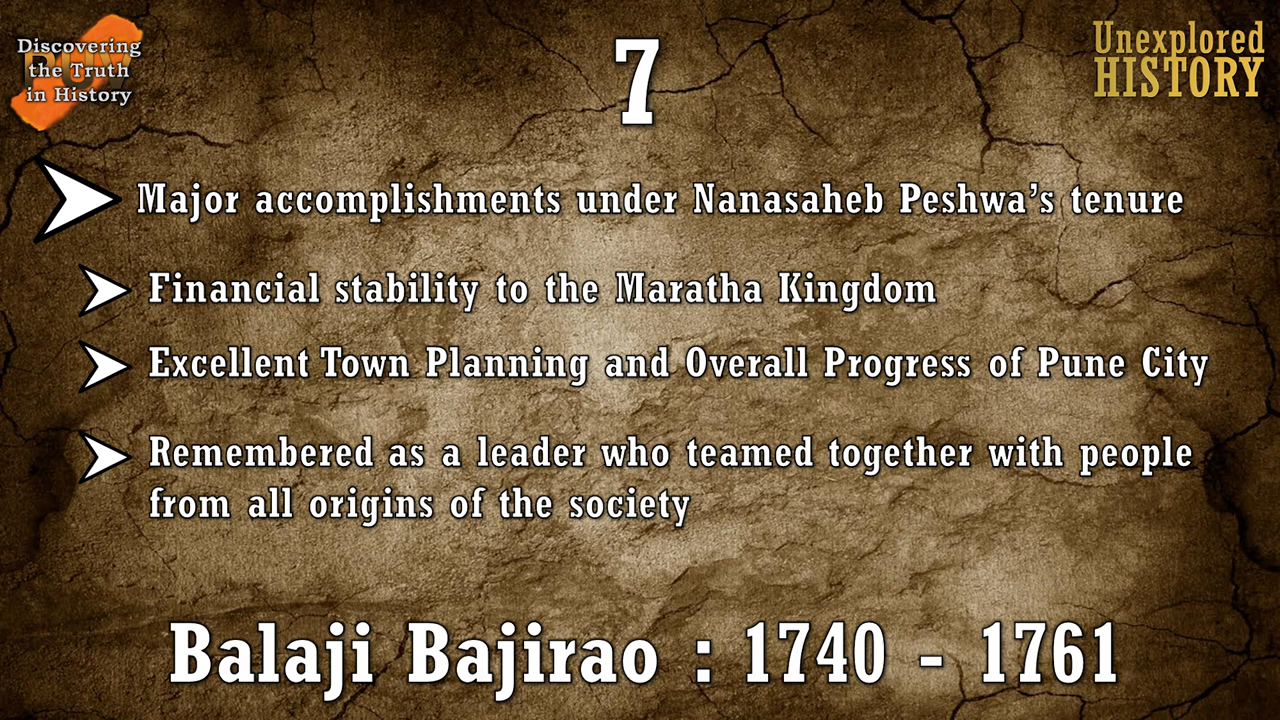 Discovering
the Truth
in History
7
Unexplored
HISTORY
Major accomplishments under Nanasaheb Peshwa’s tenure
Financial stability to the Maratha Kingdom
Excellent Town Planning and Overall Progress of Pune City
Remembered as a leader who teamed together with people
from all origins of the society
Balaji Bajirao : 1740 - 1761